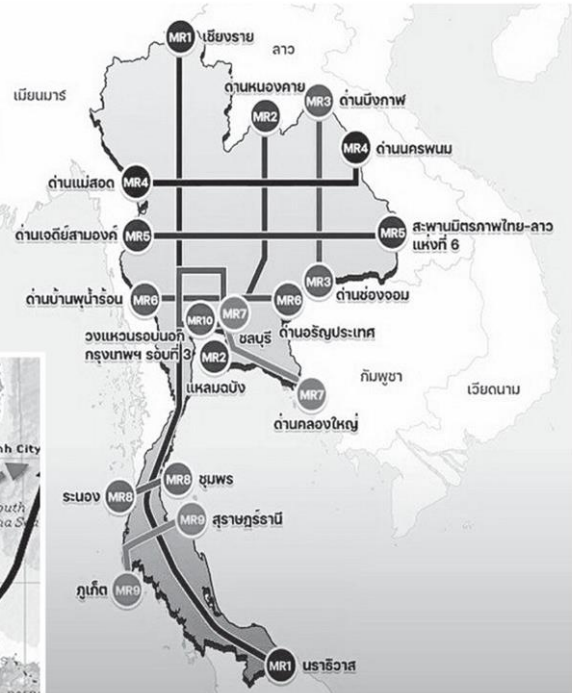 MR1 เชียงราย
ลาว
เมียนมาร์
ด่านหนองคาย
MR2
MR3 ด่านบึงกาฬ
MR4 ด่านนครพนม
ด่านแม่สอด MR4
ด่านเจดีย์สามองค์ MR5
MR5 สะพานมิตรภาพไทย-ลาว
แห่งที่ 6
MR3 ด่านช่องจอม
ด่านบ้านพุน้ำร้อน MR6
MR6 ด่านอรัญประเทศ
MR10
MR7 ชลบุรี
วงแหวนรอบนอก
กรุงเทพฯ รอบที่ 3
MR2
แหลมฉบัง
กัมพูชา
เวียดนาม
MR7
ด่านคลองใหญ่
MR8 ชุมพร
ระนอง MR8
MR9 สุราษฎร์ธานี
ภูเก็ต MR9
MR1 นราธิวาส
City